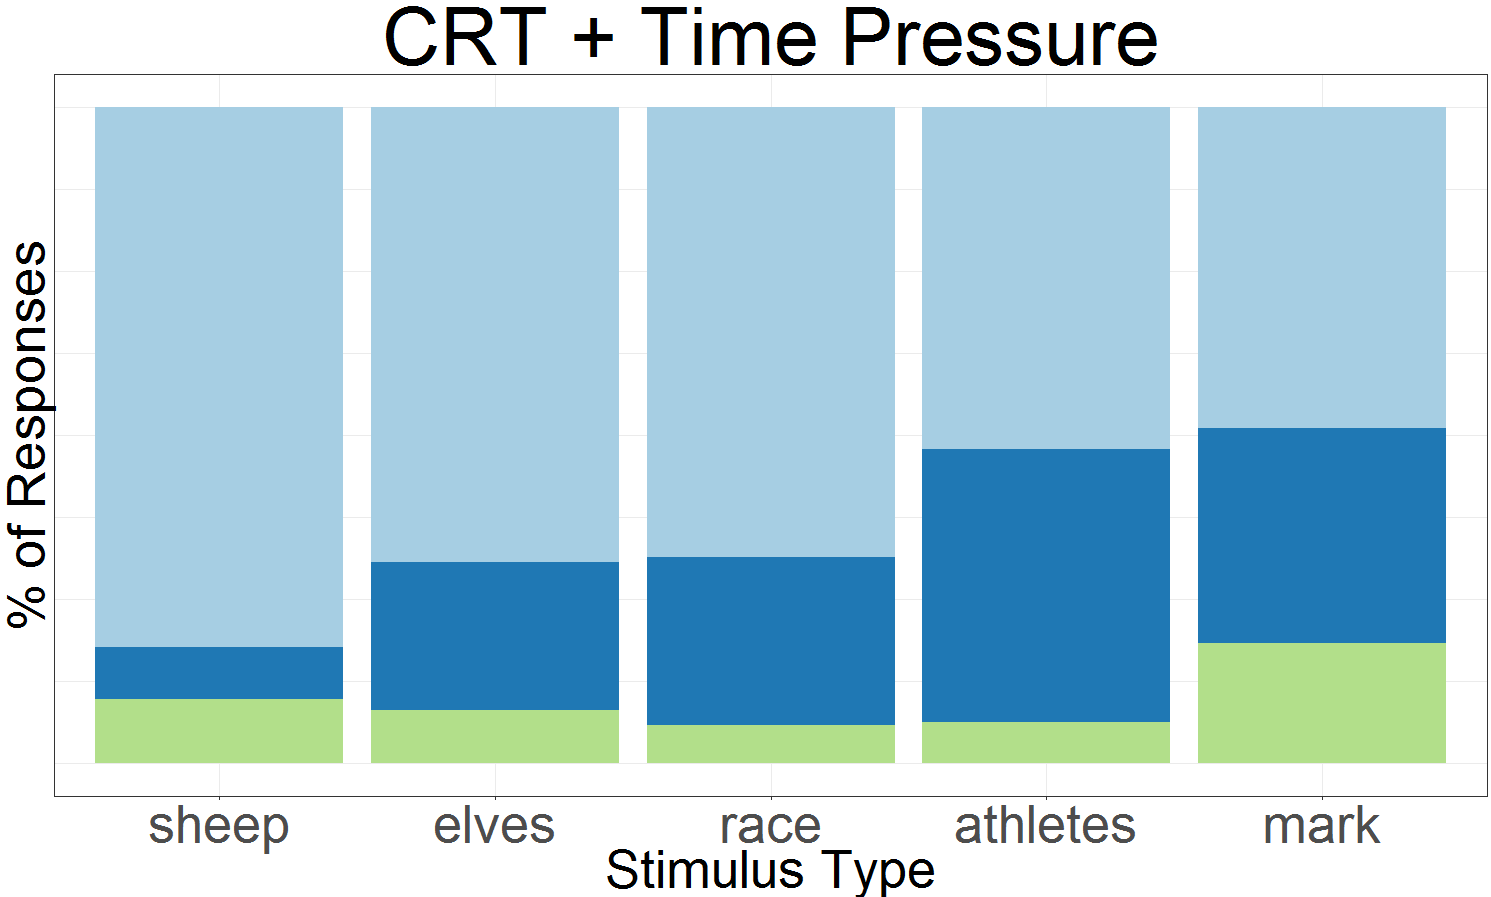 CRT + Time Pressure
% of Responses
sheep elves race athletes mark
Stimulus Type